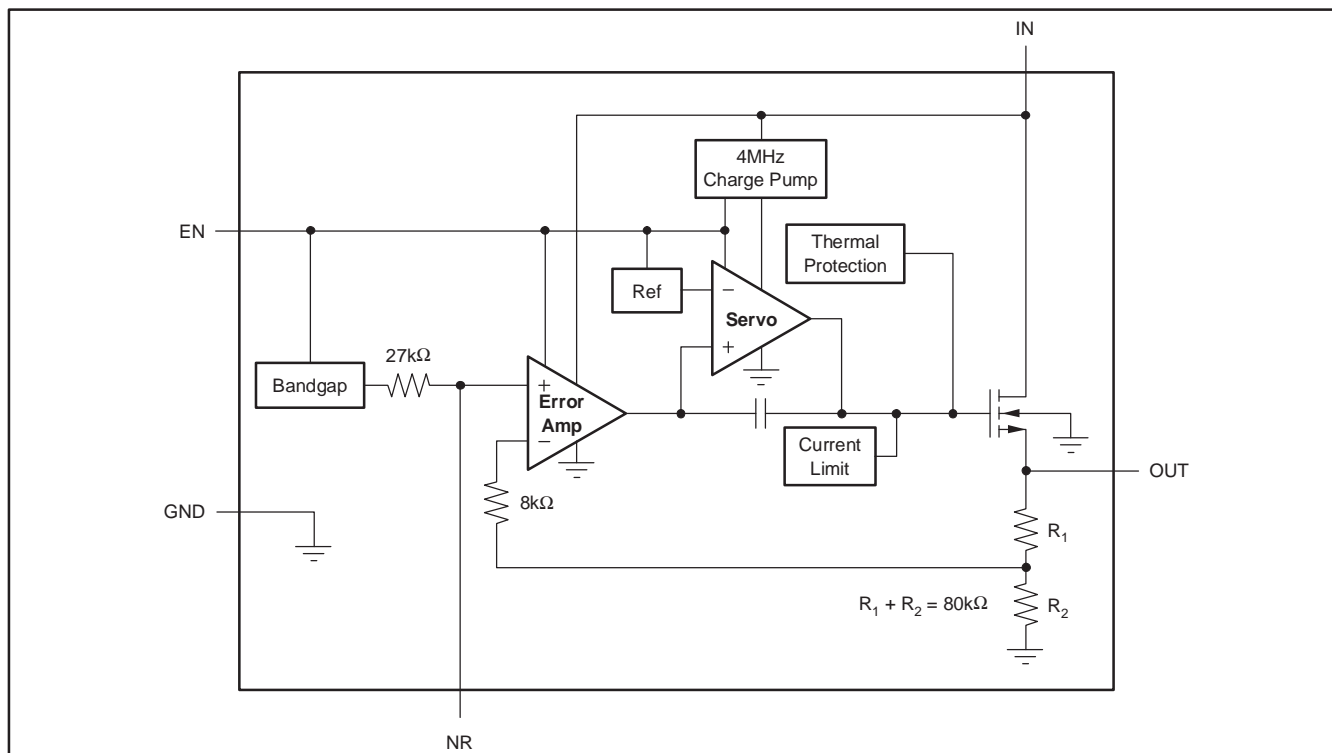 IN
4MHz
Charge Pump
EN
Thermal
Protection
Ref
−
Servo
+
27kΩ
Bandgap
+
Error
Amp
−
Current
Limit
OUT
8kΩ
GND
R₁
R₁ + R₂ = 80kΩ
R₂
NR